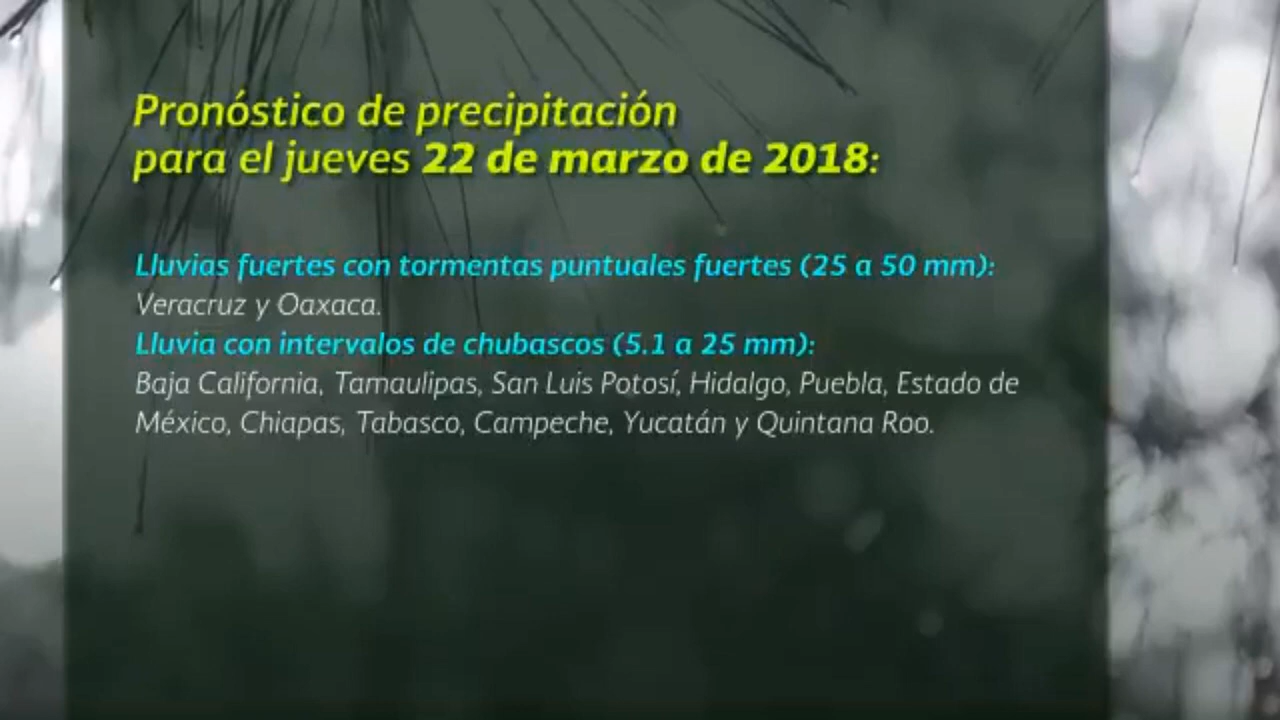 Pronóstico de precipitación
para el jueves 22 de marzo de 2018:
Lluvias fuertes con tormentas puntuales fuertes (25 a 50 mm):
Veracruz y Oaxaca.
Lluvia con intervalos de chubascos (5.1 a 25 mm):
Baja California, Tamaulipas, San Luis Potosí, Hidalgo, Puebla, Estado de
México, Chiapas, Tabasco, Campeche, Yucatán y Quintana Roo.